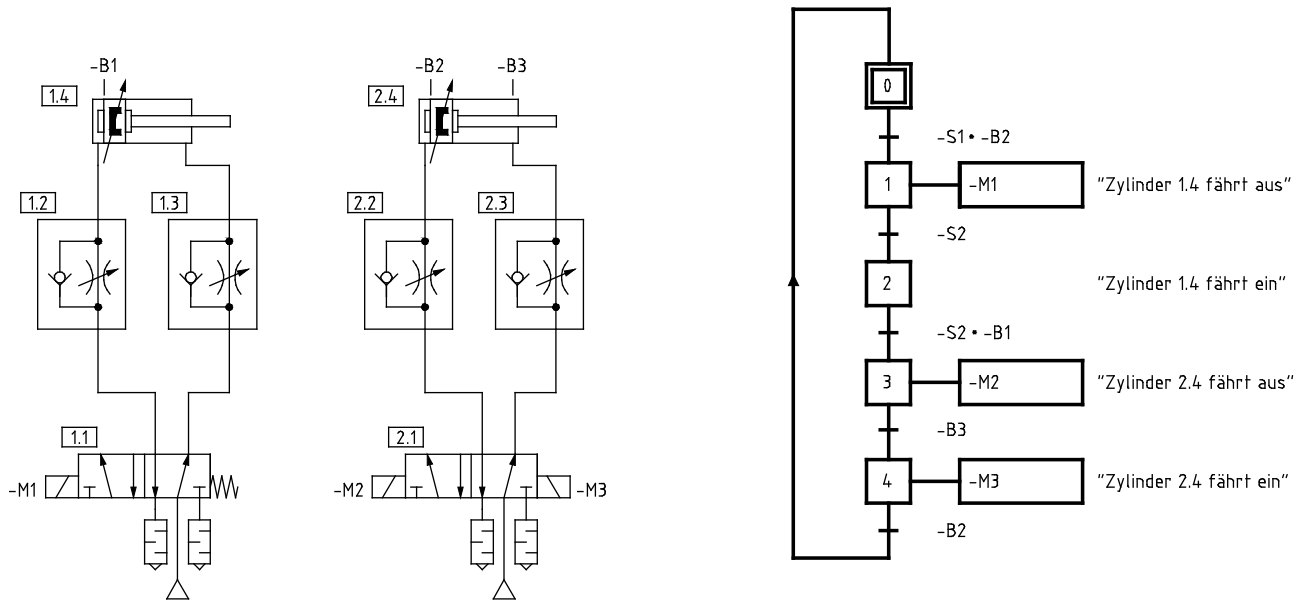 -B1
1.4
1.2
1.3
1.1
-M1
-B2
-B3
2.4
2.2
2.3
2.1
-M2
-M3
0
-S1 • -B2
1
-M1
"Zylinder 1.4 fährt aus"
-S2
2
"Zylinder 1.4 fährt ein"
-S2 • -B1
3
-M2
"Zylinder 2.4 fährt aus"
-B3
4
-M3
"Zylinder 2.4 fährt ein"
-B2